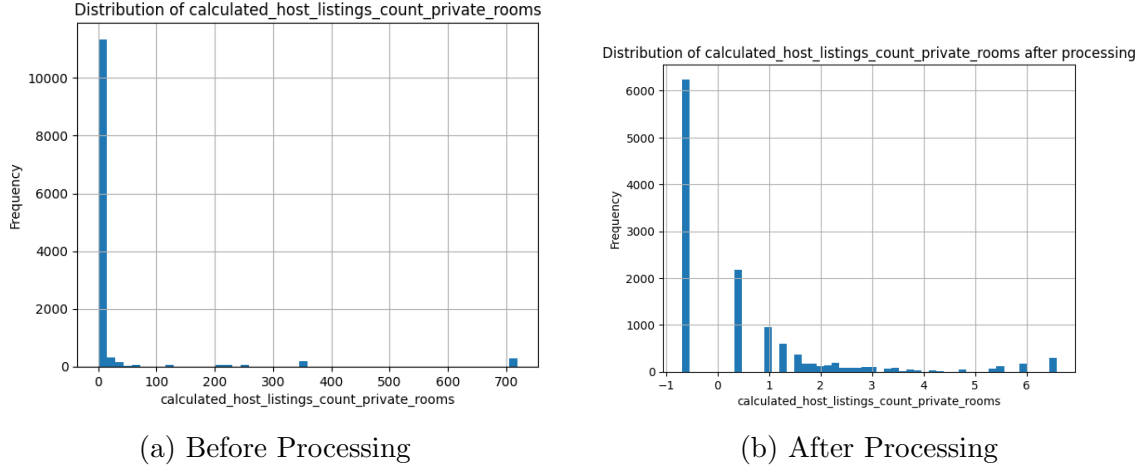 Distribution of calculated_host_listings_count_private_rooms
Frequency
10000
8000
6000
4000
2000
0
0 100 200 300 400 500 600 700
calculated_host_listings_count_private_rooms
(a) Before Processing
Distribution of calculated_host_listings_count_private_rooms after processing
Frequency
6000
5000
4000
3000
2000
1000
0
−1 0 1 2 3 4 5 6
calculated_host_listings_count_private_rooms
(b) After Processing